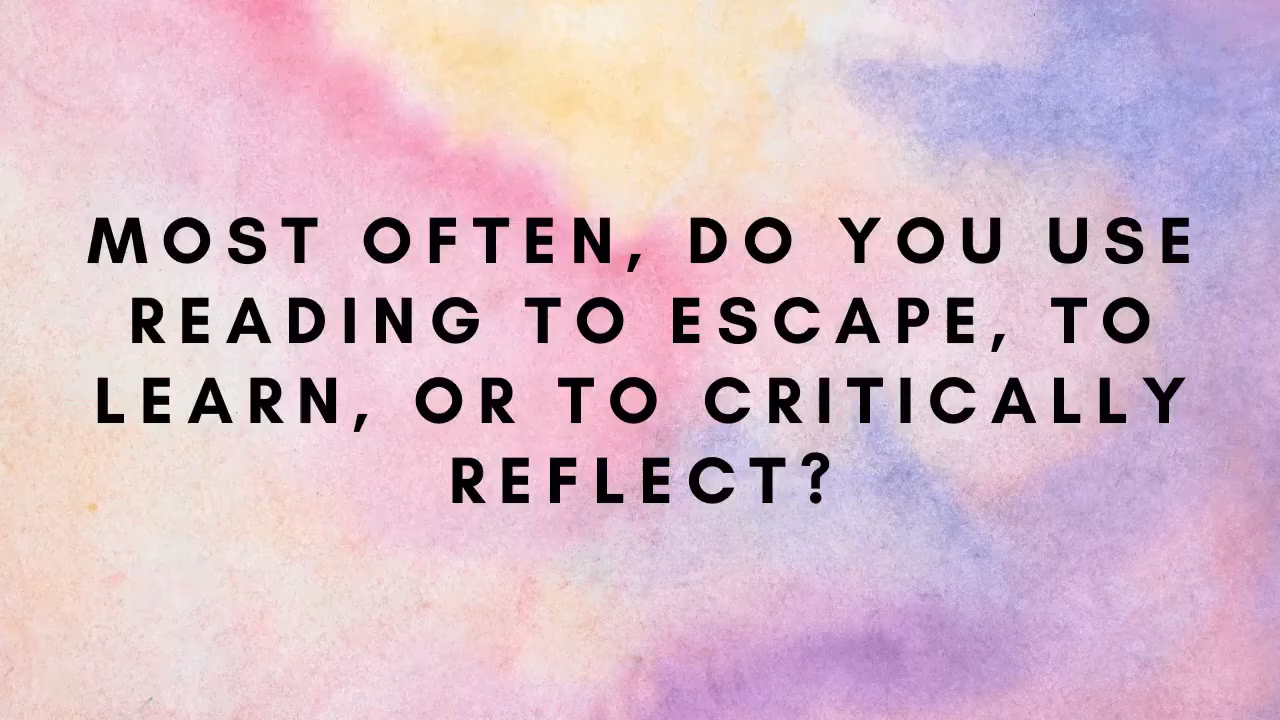 MOST OFTEN, DO YOU USE
READING TO ESCAPE, TO
LEARN, OR TO CRITICALLY
REFLECT?